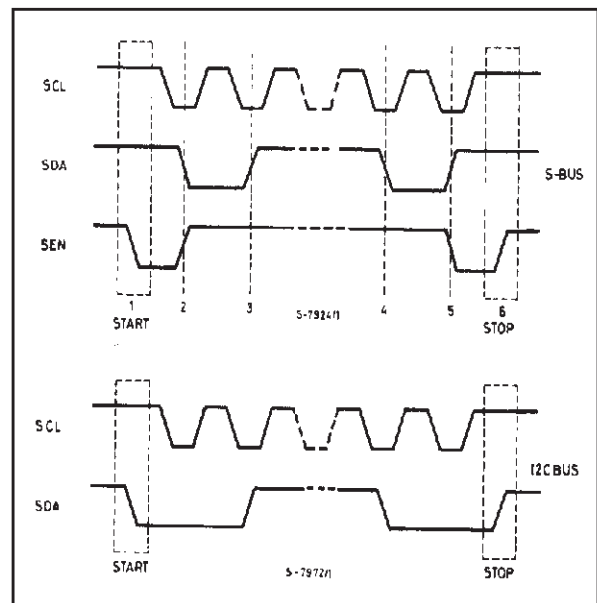 SCL
SDA
S-BUS
SEN
1 2 3 S-7924/1 4 5 6
START STOP
SCL
I2C BUS
SDA
START S-7972/1 STOP